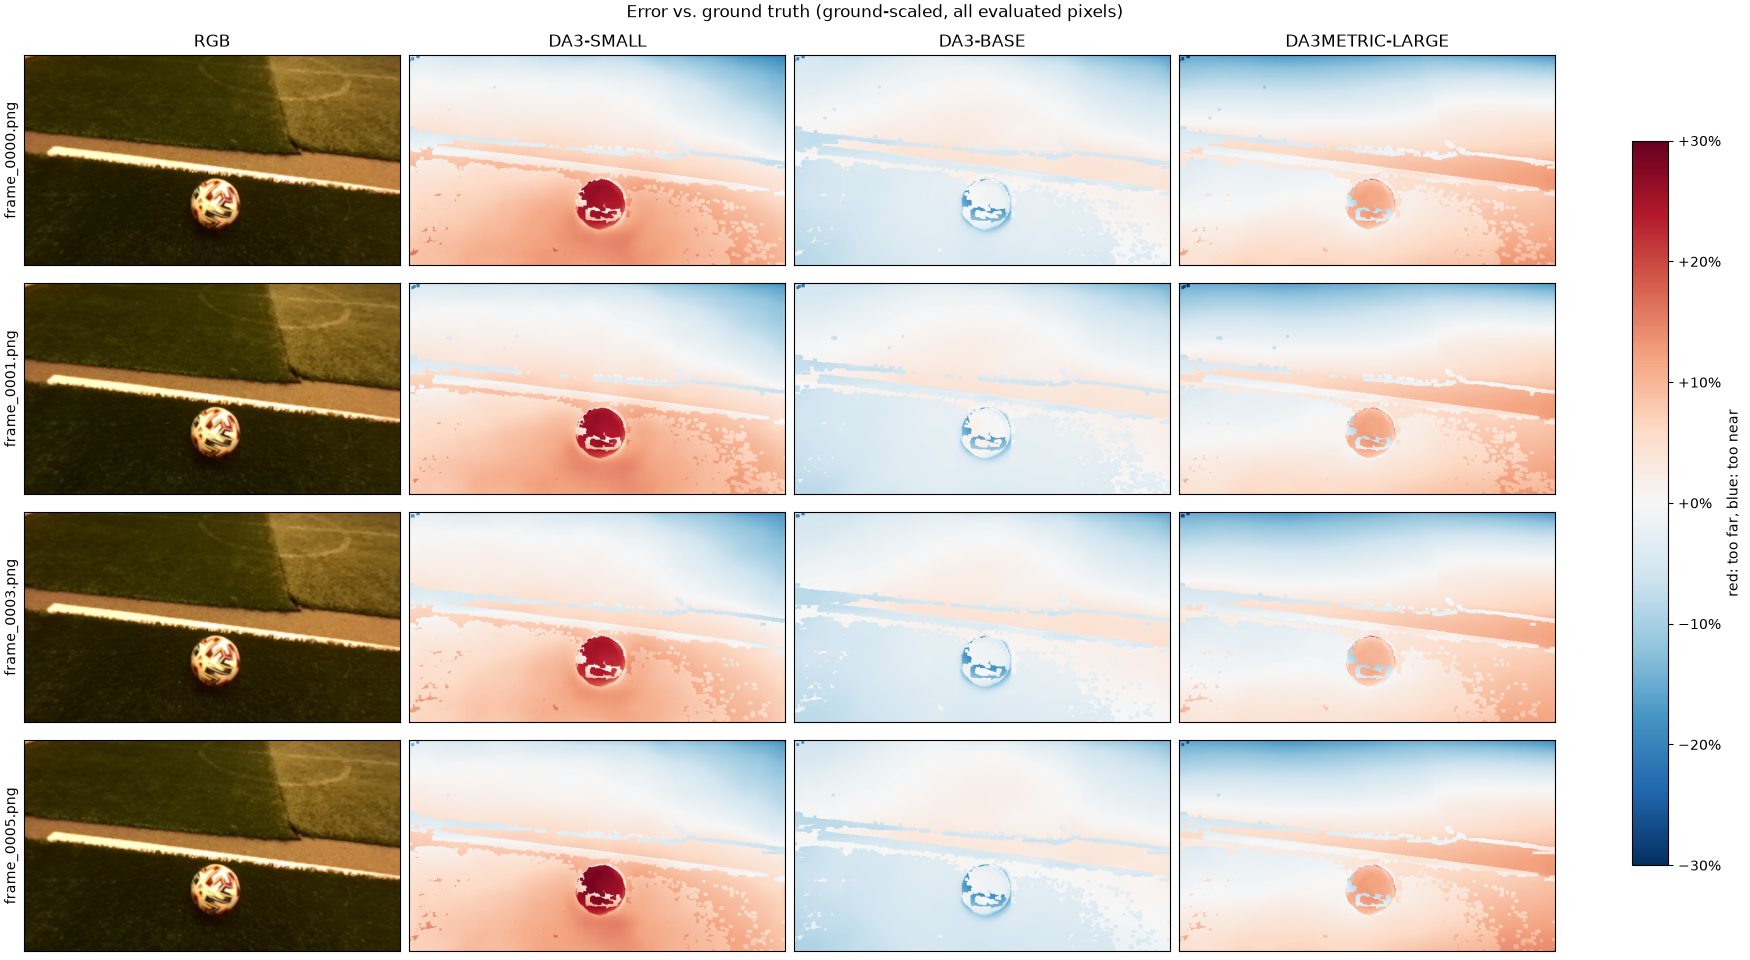 Error vs. ground truth (ground-scaled, all evaluated pixels)
RGB
DA3-SMALL
DA3-BASE
DA3METRIC-LARGE
frame_0000.png
frame_0001.png
frame_0003.png
frame_0005.png
+30%
+20%
+10%
+0%
−10%
−20%
−30%
red: too far, blue: too near